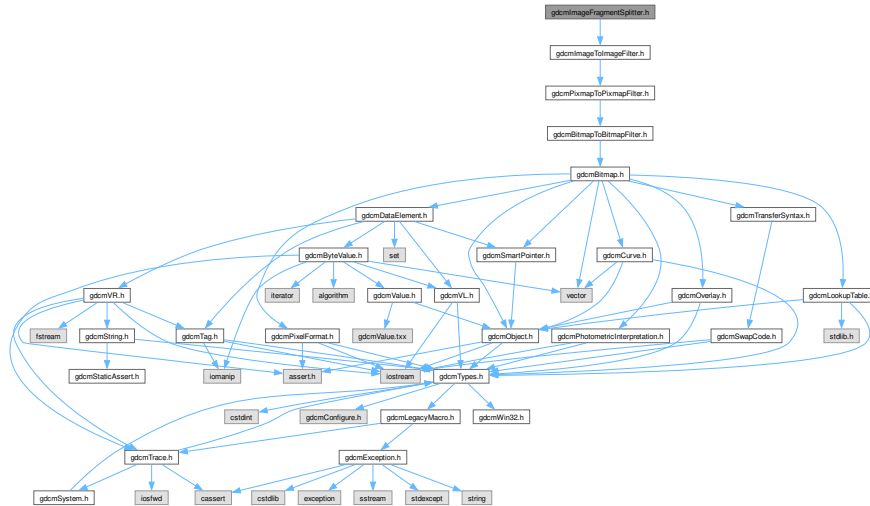 gdcmImageFragmentSplitter.h
gdcmImageToImageFilter.h
gdcmPixmapToPixmapFilter.h
gdcmBitmapToBitmapFilter.h
gdcmBitmap.h
gdcmDataElement.h
gdcmTransferSyntax.h
gdcmByteValue.h
set
gdcmSmartPointer.h
gdcmCurve.h
gdcmVR.h
iterator
algorithm
gdcmValue.h
gdcmVL.h
vector
gdcmOverlay.h
gdcmLookupTable.h
fstream
gdcmString.h
gdcmTag.h
gdcmPixelFormat.h
gdcmValue.txx
gdcmObject.h
gdcmPhotometricInterpretation.h
gdcmSwapCode.h
stdlib.h
gdcmStaticAssert.h
iomanip
assert.h
iostream
gdcmTypes.h
cstdint
gdcmConfigure.h
gdcmLegacyMacro.h
gdcmWin32.h
gdcmTrace.h
gdcmException.h
gdcmSystem.h
iosfwd
cassert
cstdlib
exception
sstream
stdexcept
string